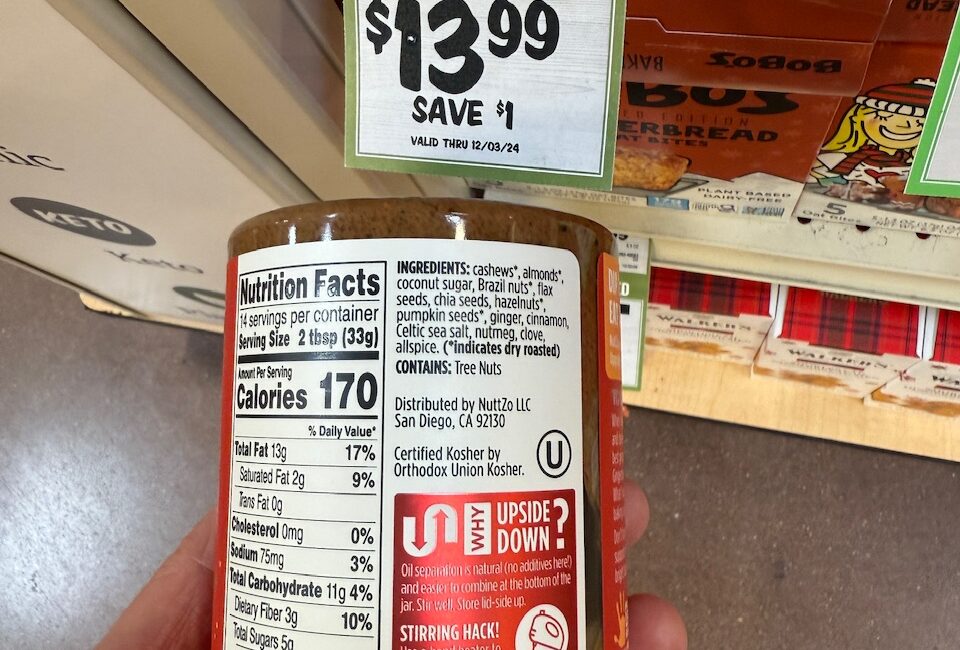 $13.99
SAVE $1
VALID THRU 12/03/24
BOBOS
PLANT BASED
DAIRY-FREE
KETO
Keto
Nutrition Facts
14 servings per container
Serving Size 2 tbsp (33g)
Amount Per Serving
Calories 170
% Daily Value*
Total Fat 13g 17%
Saturated Fat 2g 9%
Trans Fat 0g
Cholesterol 0mg 0%
Sodium 75mg 3%
Total Carbohydrate 11g 4%
Dietary Fiber 3g 10%
Total Sugars 5g
INGREDIENTS: cashews*, almonds*,
coconut sugar, Brazil nuts*, flax
seeds, chia seeds, hazelnuts*,
pumpkin seeds*, ginger, cinnamon,
Celtic sea salt, nutmeg, clove,
allspice. (*indicates dry roasted)
CONTAINS: Tree Nuts
Distributed by NuttZo LLC
San Diego, CA 92130
Certified Kosher by
Orthodox Union Kosher.
U
WHY
UPSIDE
DOWN?
Oil separation is natural (no additives here!)
and easier to combine at the bottom of the
jar. Stir well. Store lid-side up.
STIRRING HACK!
WALKERS
WALKERS